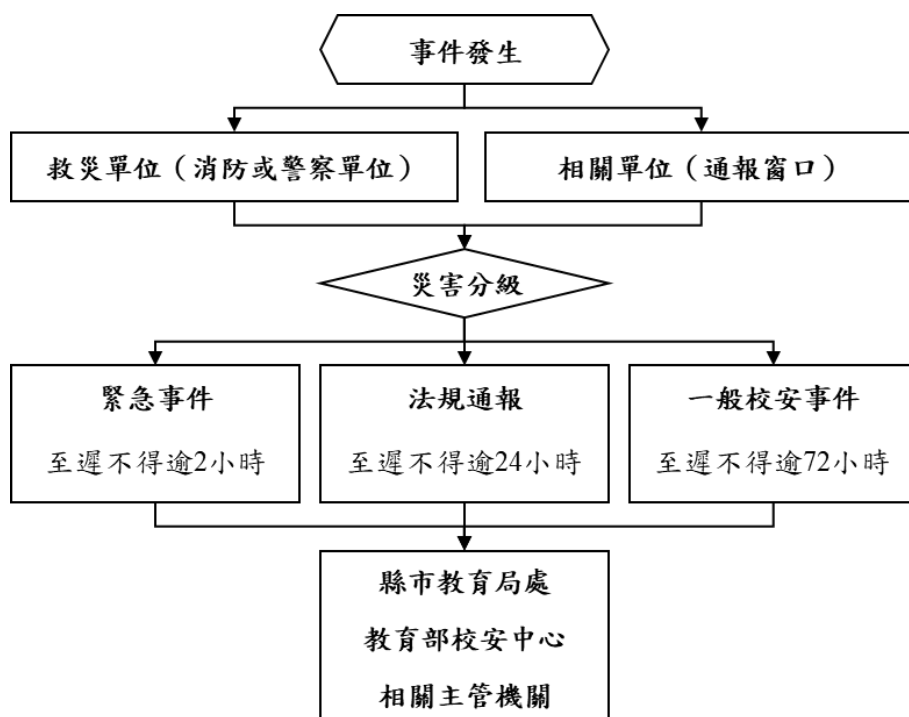 事件發生
救災單位（消防或警察單位）
相關單位（通報窗口）
災害分級
緊急事件
至遲不得逾2小時
法規通報
至遲不得逾24小時
一般校安事件
至遲不得逾72小時
縣市教育局處
教育部校安中心
相關主管機關